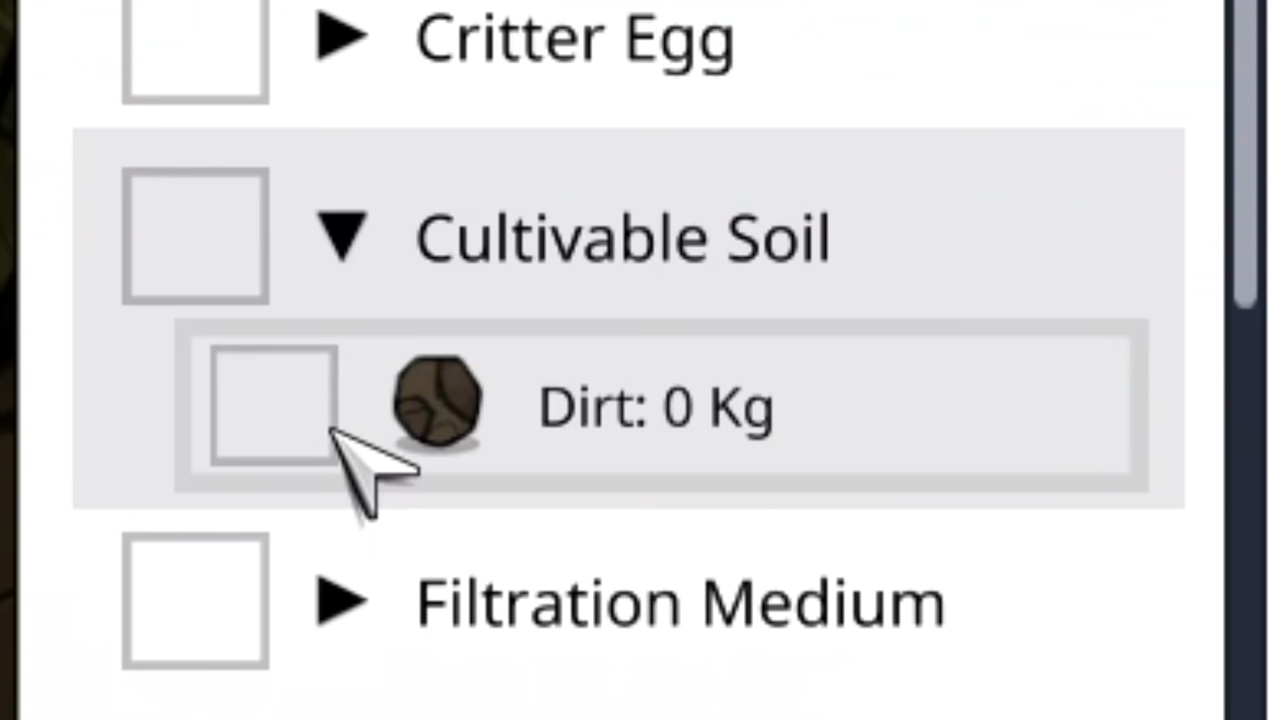 Critter Egg
Cultivable Soil
Dirt: 0 Kg
Filtration Medium